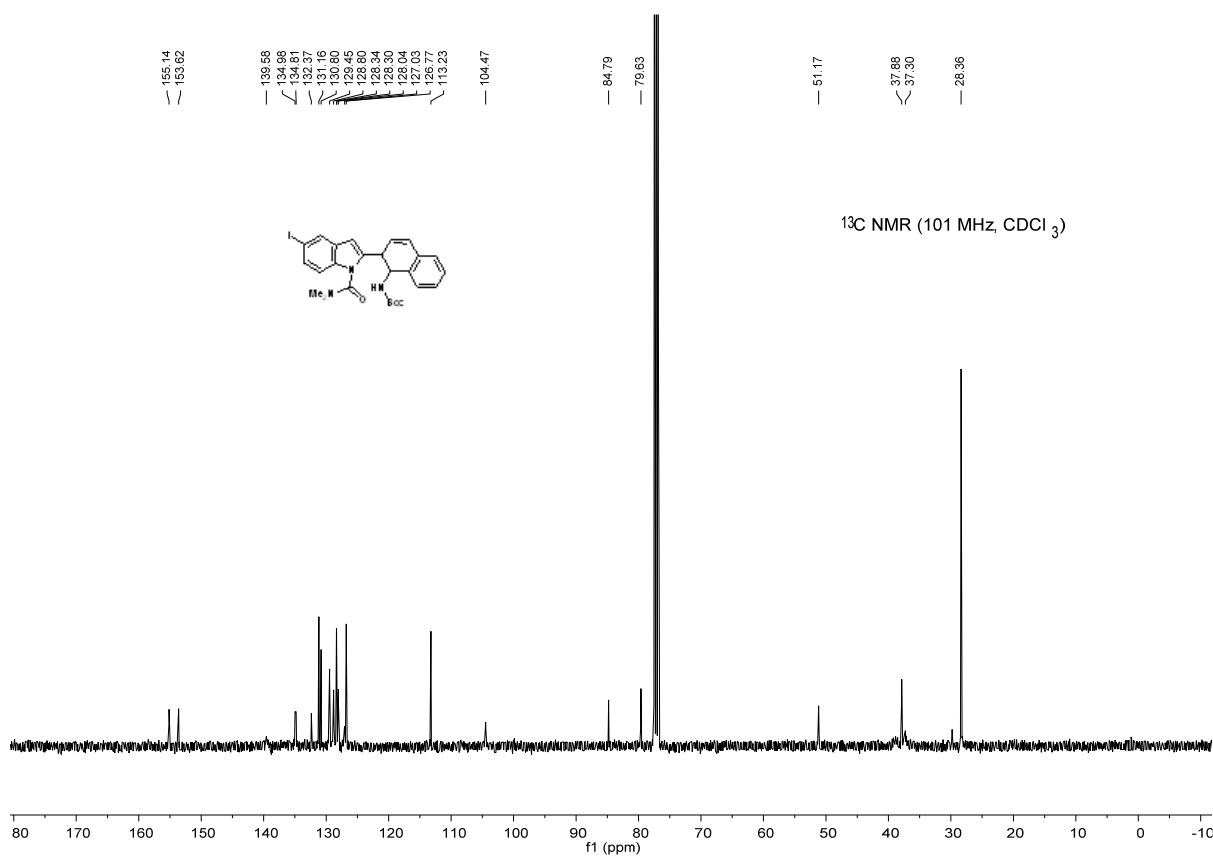 155.14
153.62
139.58
134.98
134.81
132.37
131.16
130.80
129.45
128.80
128.34
128.30
128.04
127.03
126.77
113.23
104.47
84.79
79.63
51.17
37.88
37.30
28.36
¹³C NMR (101 MHz, CDCl₃)
I
N
Me₂N
O
HN
Boc
80 170 160 150 140 130 120 110 100 90 80 70 60 50 40 30 20 10 0 -10
f1 (ppm)